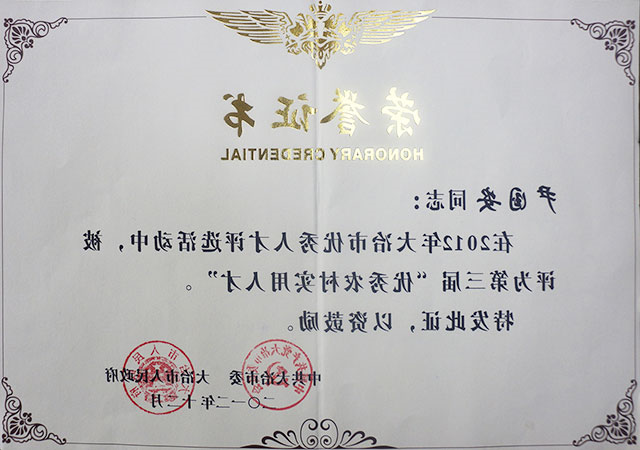 荣誉证书
HONORARY CREDENTIAL
尹国安同志：
在2012年大冶市优秀人才评选活动中，被
评为第三届“优秀农村实用人才”。
特发此证，以资鼓励。
中共大冶市委 大冶市人民政府
二〇一二年十二月